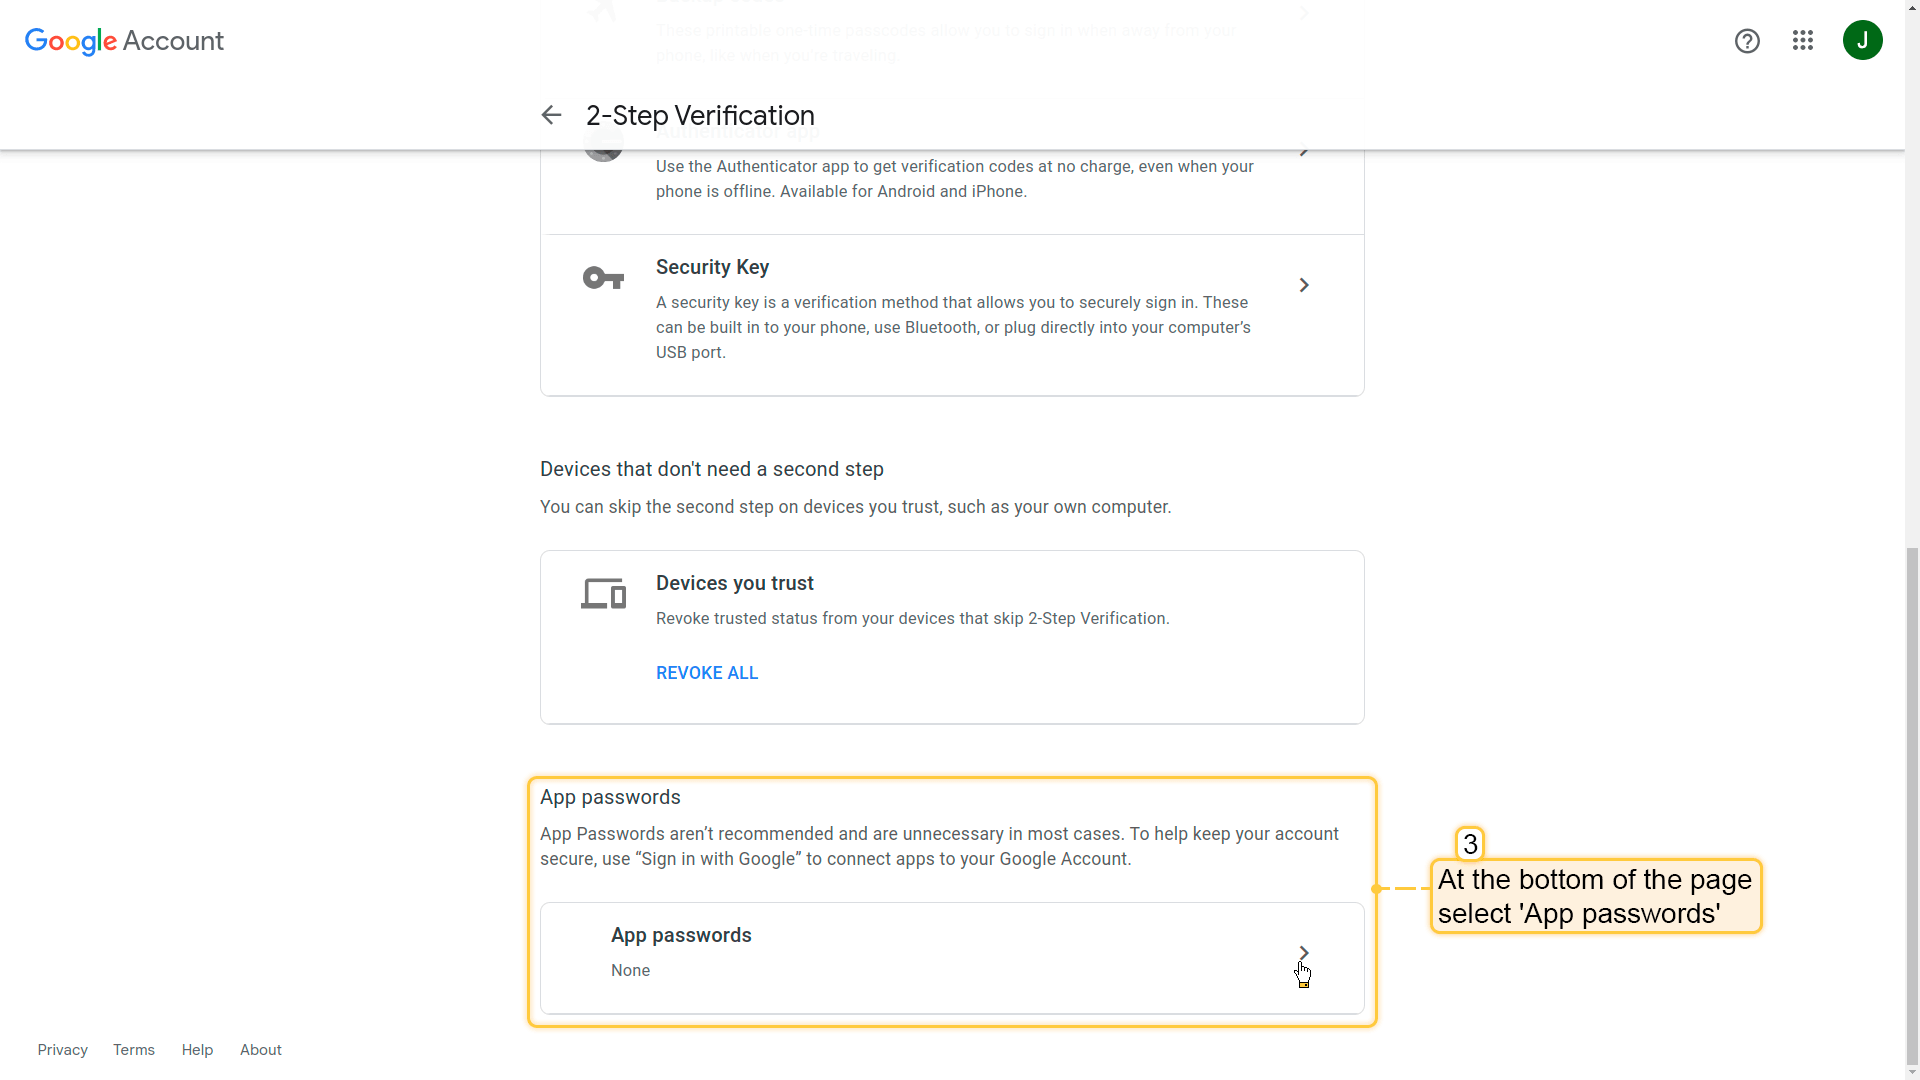 Backup codes
These printable one-time passcodes allow you to sign in when away from your
phone, like when you're traveling.
Google Account
J
2-Step Verification
Authenticator app
Use the Authenticator app to get verification codes at no charge, even when your
phone is offline. Available for Android and iPhone.
Security Key
A security key is a verification method that allows you to securely sign in. These
can be built in to your phone, use Bluetooth, or plug directly into your computer’s
USB port.
Devices that don't need a second step
You can skip the second step on devices you trust, such as your own computer.
Devices you trust
Revoke trusted status from your devices that skip 2-Step Verification.
REVOKE ALL
App passwords
App Passwords aren’t recommended and are unnecessary in most cases. To help keep your account
secure, use “Sign in with Google” to connect apps to your Google Account.
App passwords
None
3
At the bottom of the page
select 'App passwords'
Privacy Terms Help About